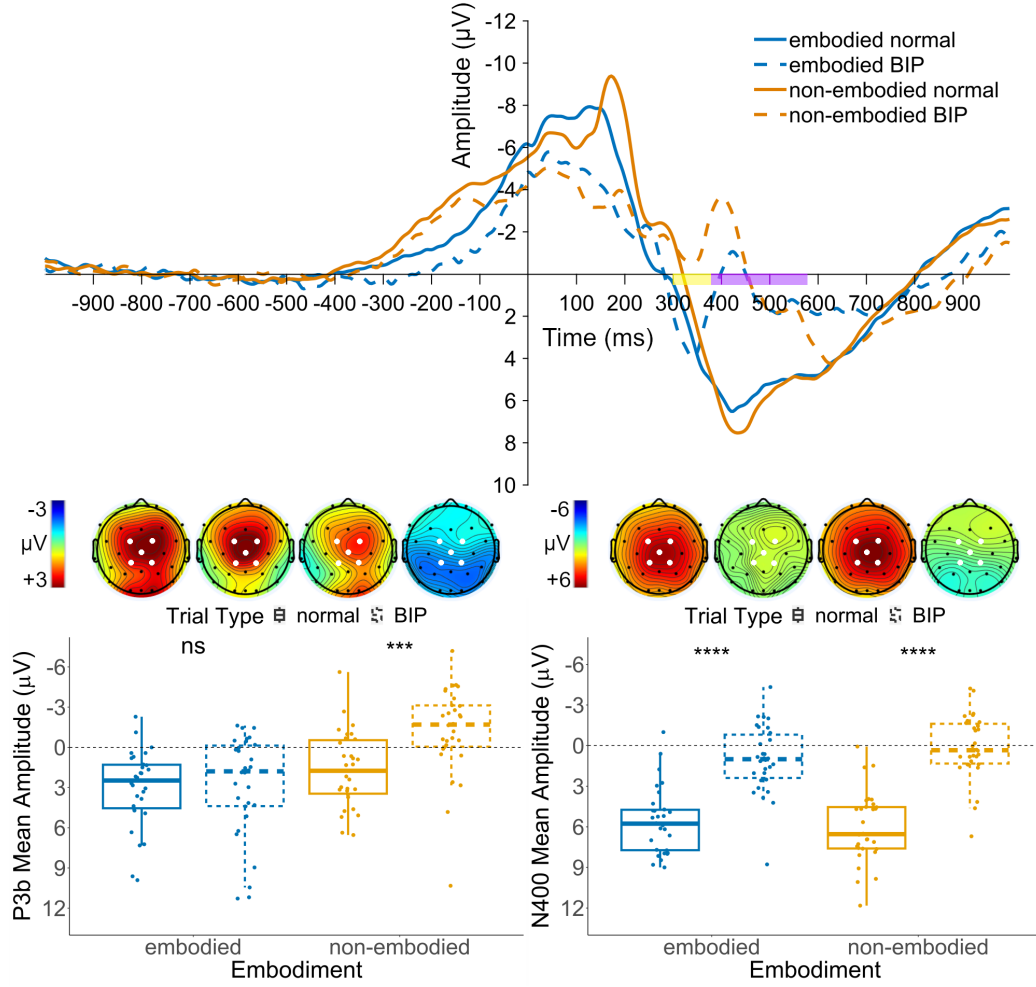 Amplitude (µV)
-12
-10
-8
-6
-4
-2
2
4
6
8
10
embodied normal
embodied BIP
non-embodied normal
non-embodied BIP
-900 -700 -500 -300 -100 100 200 300 400 500 600 700 800 900
Time (ms)
-3
µV
+3
-6
µV
+6
Trial Type normal BIP
Trial Type normal BIP
P3b Mean Amplitude (µV)
-6
-3
0
3
6
9
12
ns
***
embodied non-embodied
Embodiment
N400 Mean Amplitude (µV)
-6
-3
0
3
6
9
12
****
****
embodied non-embodied
Embodiment